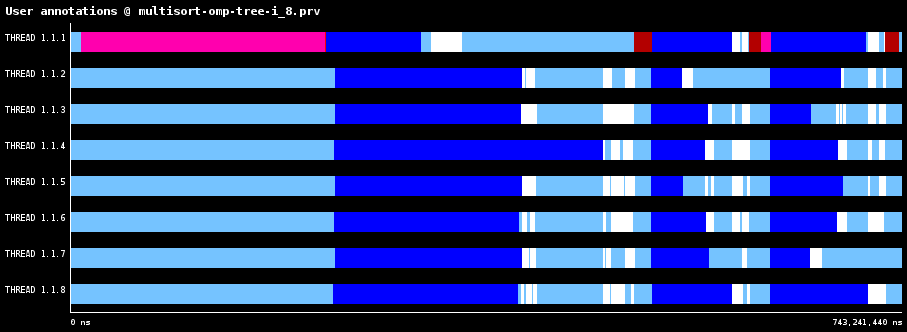 User annotations @ multisort-omp-tree-i_8.prv
THREAD 1.1.1
THREAD 1.1.2
THREAD 1.1.3
THREAD 1.1.4
THREAD 1.1.5
THREAD 1.1.6
THREAD 1.1.7
THREAD 1.1.8
0 ns 743,241,440 ns